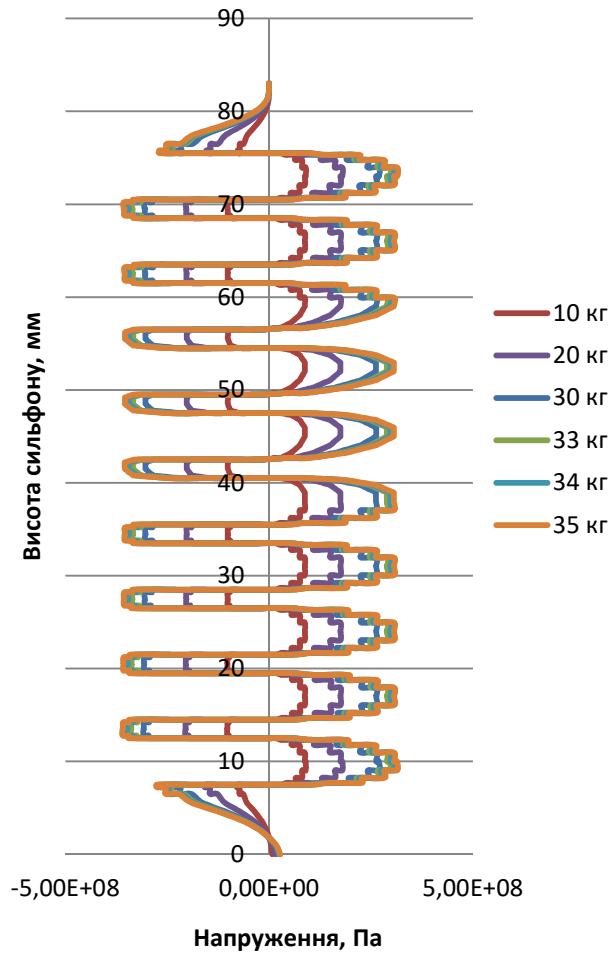 90
80
70
60
50
40
30
20
10
0
Висота сильфону, мм
-5,00E+08 0,00E+00 5,00E+08
Напруження, Па
10 кг
20 кг
30 кг
33 кг
34 кг
35 кг